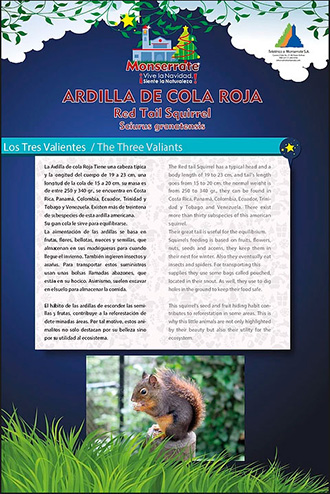 Monserrate
Vive la Navidad,
¡Siente la Naturaleza!
Teleférico de Monserrate S.A.
ARDILLA DE COLA ROJA
Red Tail Squirrel
Sciurus granatensis
Los Tres Valientes / The Three Valiants
La Ardilla de cola Roja Tiene una cabeza típica
y la ongitud del cuerpo de 19 a 23 cm, una
longitud de la cola de 15 a 20 cm, su masa es
de entre 250 y 340 gr, se encuentra en Costa
Rica, Panamá, Colombia, Ecuador, Trinidad y
Tobago y Venezuela. Existen más de treintena
de subespecies de esta ardilla americana.
Su gran cola le sirve para equilibrarse.
La alimentación de las ardillas se basa en
frutas, flores, bellotas, nueces y semillas, que
almacenan en sus madrigueras para cuando
llegue el invierno. También ingieren insectos y
arañas. Para transportar estos suministros
usan unas bolsas llamadas abazones, que
están en su hocico. Asimismo, suelen excavar
en el suelo para almacenar la comida.
El hábito de las ardillas de esconder las semi-
llas y frutas, contribuye a la reforestación de
determinadas áreas. Por tal motivo, estos ani-
malitos no solo destacan por su belleza sino
por su utilidad al ecosistema.
The Red tail Squirrel has a typical head and a
body length of 19 to 23 cm, and tail's length
goes from 15 to 20 cm, the normal weight is
from 250 to 340 gr, they can be found in
Costa Rica, Panamá, Colombia, Ecuador, Trini-
dad y Tobago and Venezuela. There exist
more than thirty subspecies of this american
squirrel.
Their great tail is useful for the equilibrium.
Squirrels feeding is based on fruits, flowers,
nuts, seeds and acorns, they keep them in
their nest for winter. Also they eventually eat
insects and spiders. For transporting this
supplies they use some bags called pouched,
located in their snout. As well, they use to dig
holes in the ground to keep their food safe.
This squirrel's seed and fruit hiding habit con-
tributes to reforestation in some areas. This is
why this little animals are not only highlighted
by their beauty but also their utility for the
ecosystem.